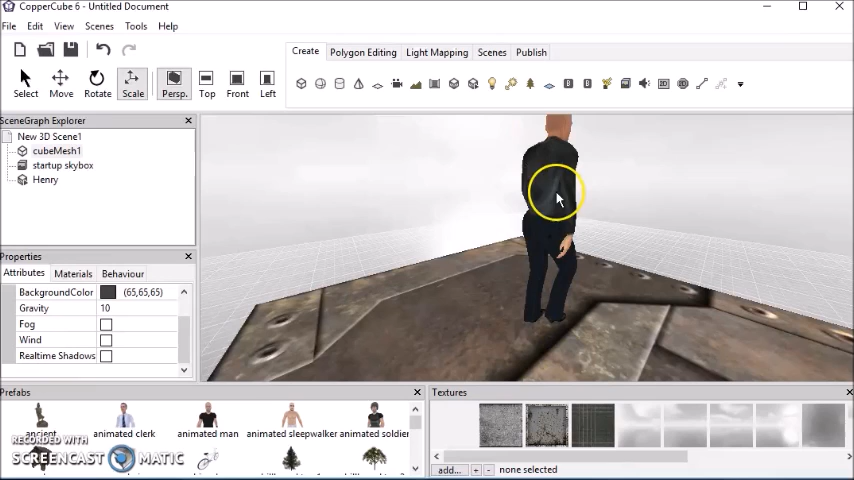 CopperCube 6 - Untitled Document
File Edit View Scenes Tools Help
Create Polygon Editing Light Mapping Scenes Publish
Select Move Rotate Scale Persp. Top Front Left
SceneGraph Explorer
New 3D Scene1
cubeMesh1
startup skybox
Henry
Properties
Attributes Materials Behaviour
BackgroundColor (65,65,65)
Gravity 10
Fog
Wind
Realtime Shadows
Prefabs
ancient animated clerk animated man animated sleepwalker animated soldier
Textures
add... + - none selected
RECORDED WITH
SCREENCAST MATIC